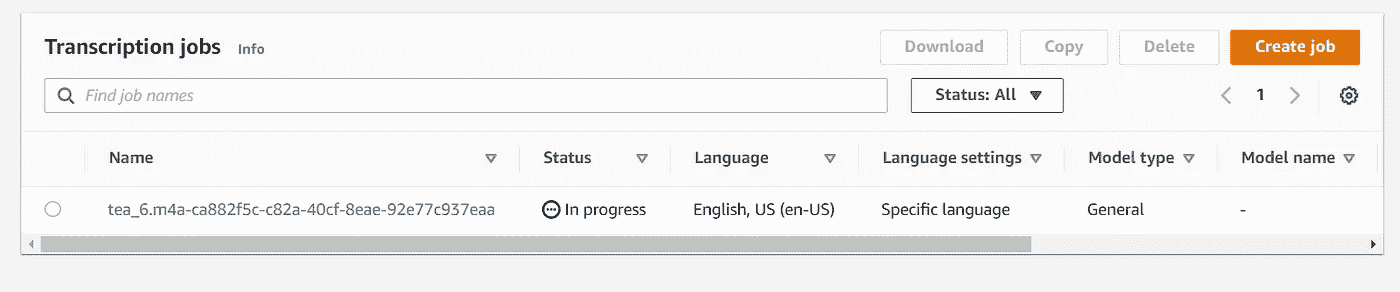 Transcription jobs Info Download Copy Delete Create job
Find job names Status: All 1
Name Status Language Language settings Model type Model name
tea_6.m4a-ca882f5c-c82a-40cf-8eae-92e77c937eaa In progress English, US (en-US) Specific language General -